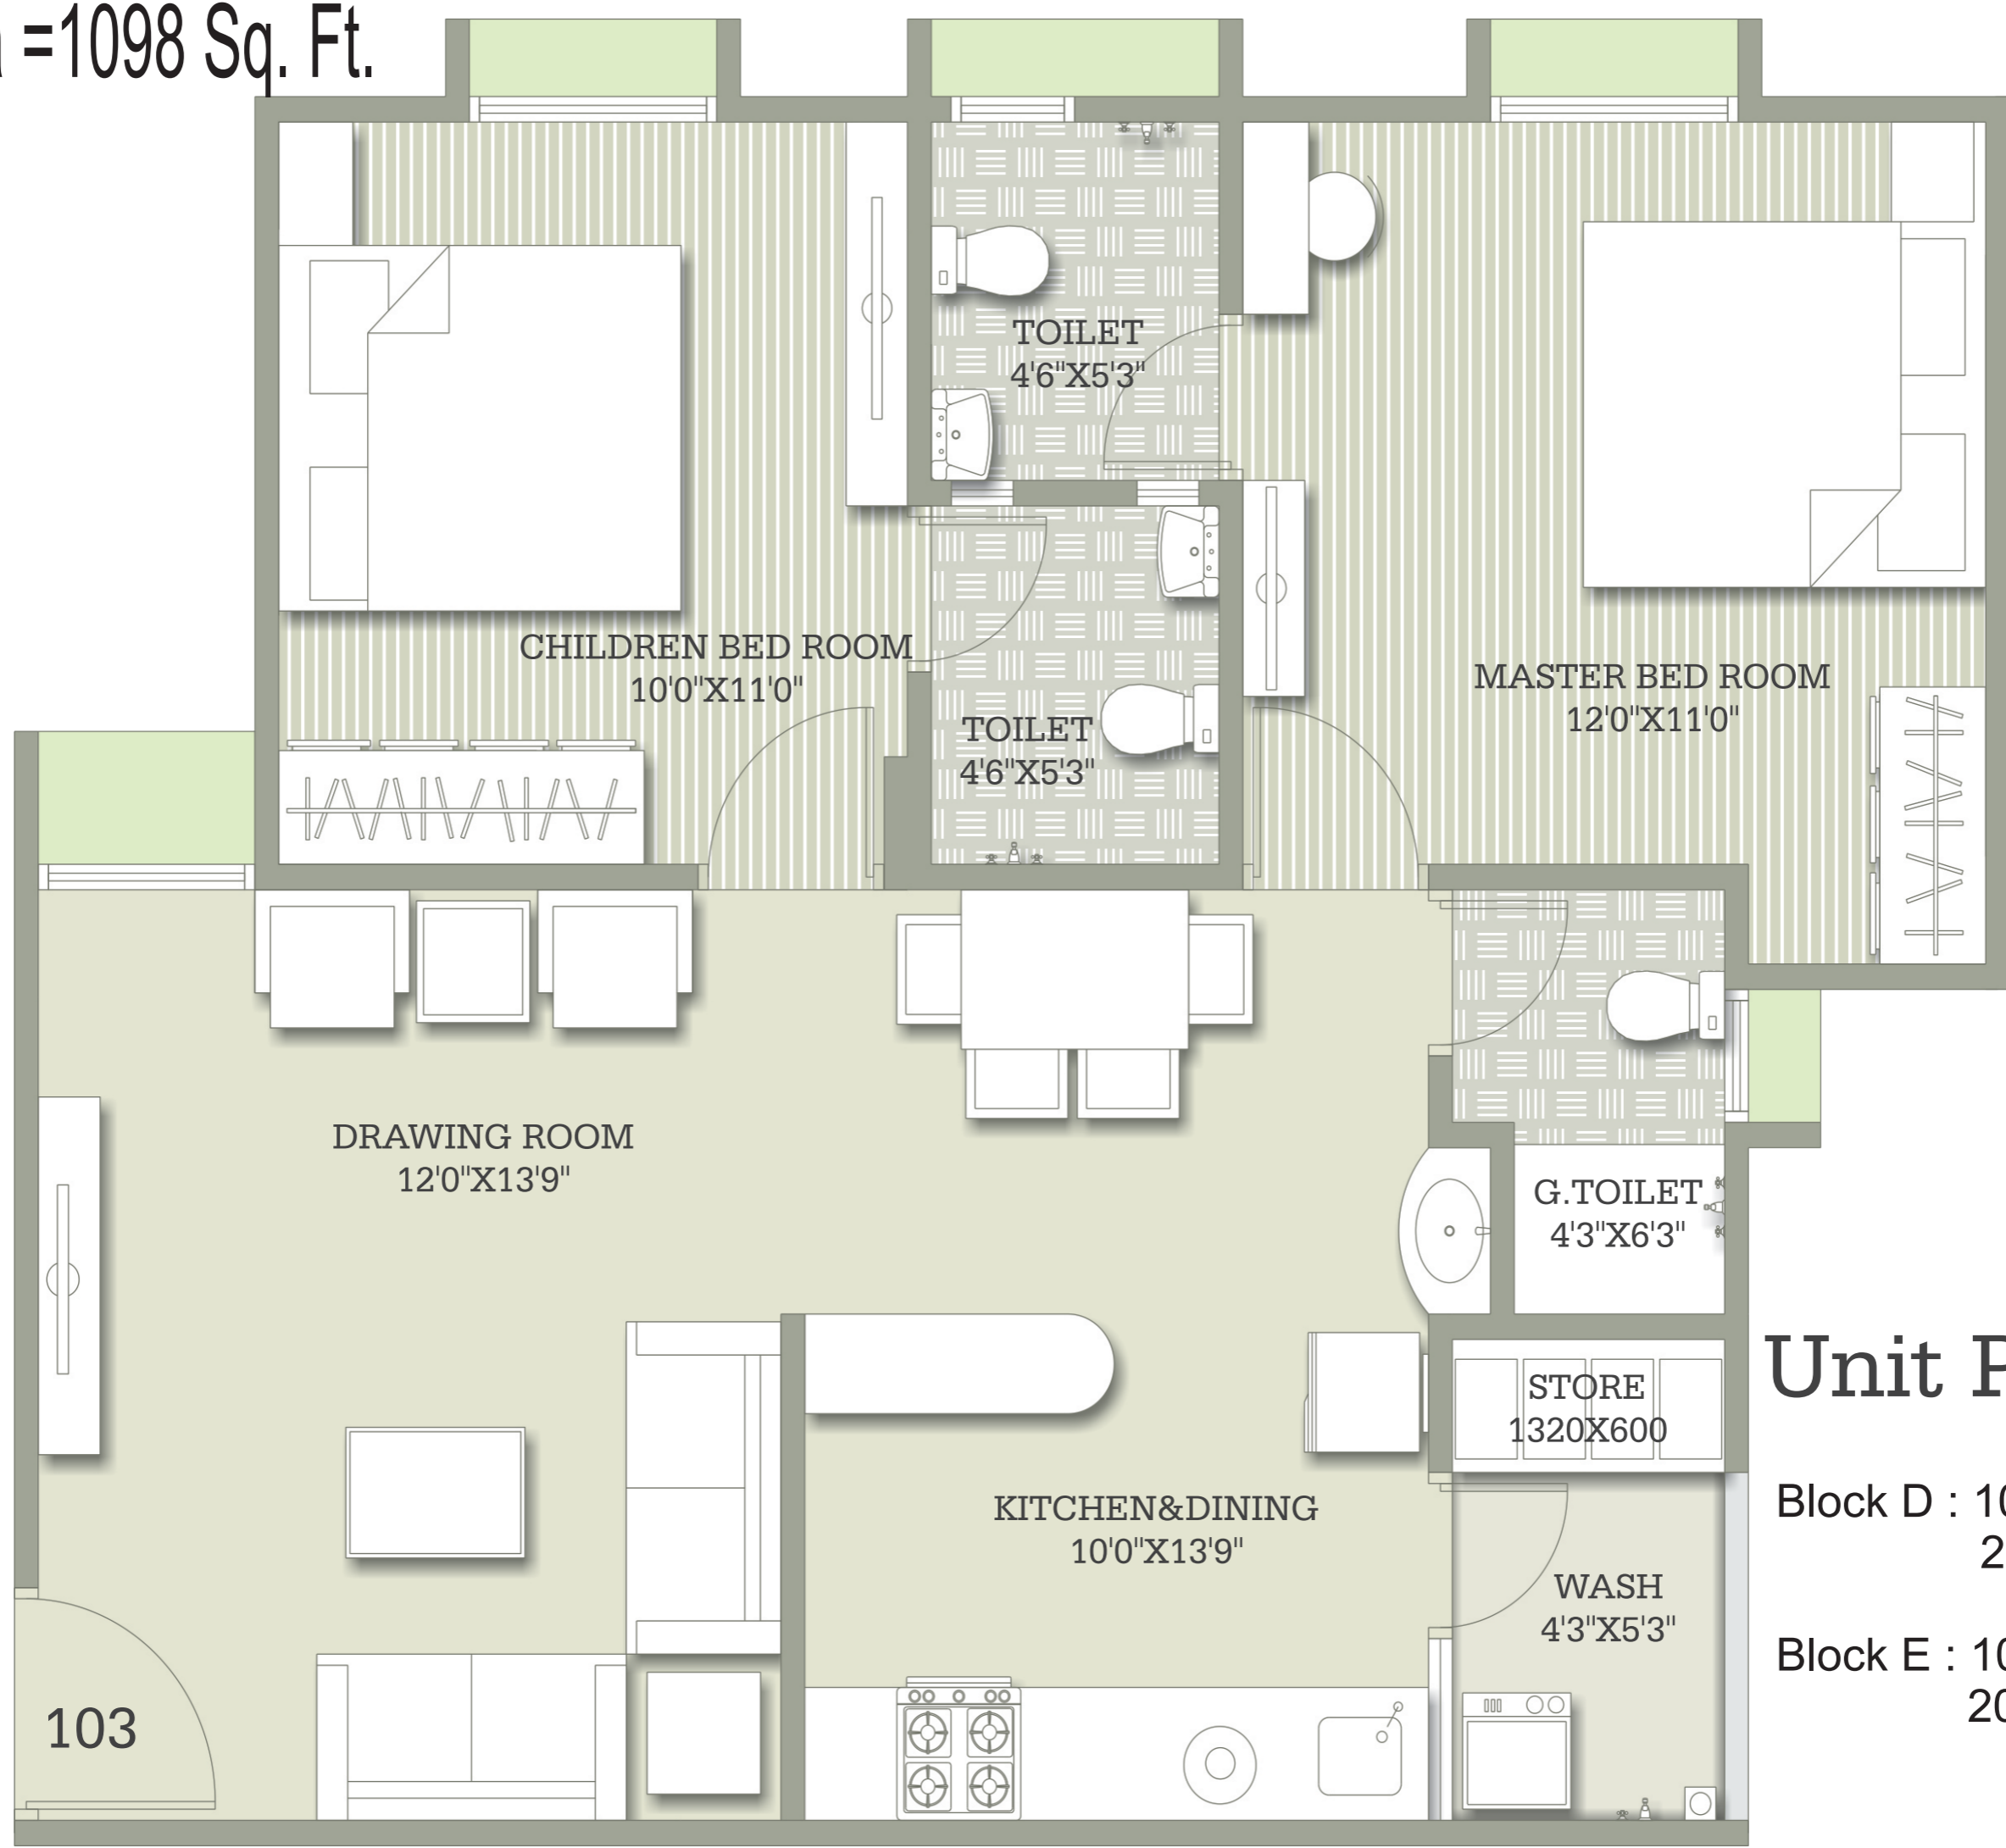 =1098 Sq. Ft.
TOILET
4'6"X5'3"
CHILDREN BED ROOM
10'0"X11'0"
MASTER BED ROOM
12'0"X11'0"
TOILET
4'6"X5'3"
DRAWING ROOM
12'0"X13'9"
G.TOILET
4'3"X6'3"
Unit
STORE
1320X600
KITCHEN&DINING
10'0"X13'9"
Block D :
WASH
4'3"X5'3"
Block E :
103